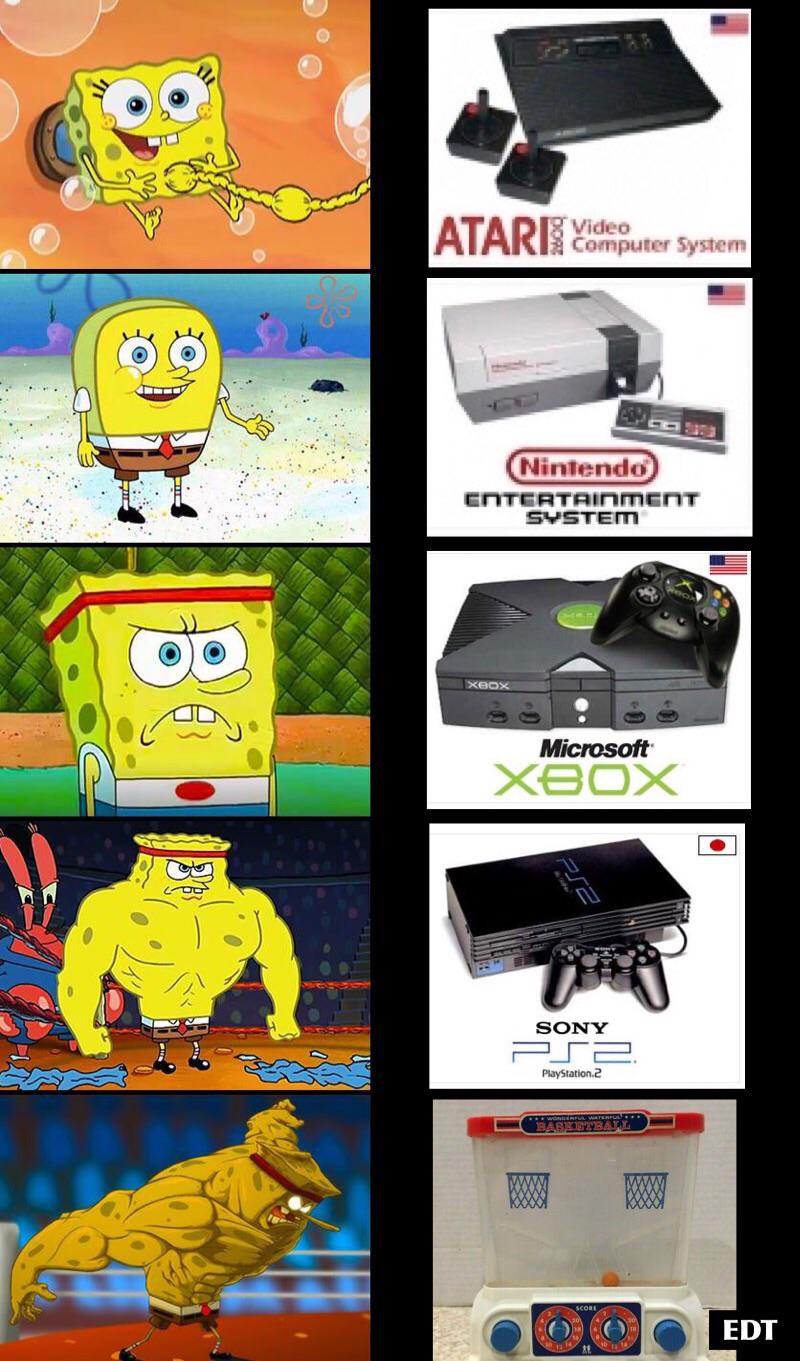 ATARI 2600 Video
Computer System
Nintendo
ENTERTAINMENT
SYSTEM
XBOX
Microsoft
XBOX
PS2
SONY
PS2
PlayStation.2
WONDERFUL WATERFUL
BASKETBALL
SCORE
EDT